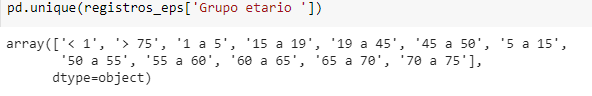 pd.unique(registros_eps['Grupo etario '])
array(['< 1', '> 75', '1 a 5', '15 a 19', '19 a 45', '45 a 50', '5 a 15',
'50 a 55', '55 a 60', '60 a 65', '65 a 70', '70 a 75'],
dtype=object)